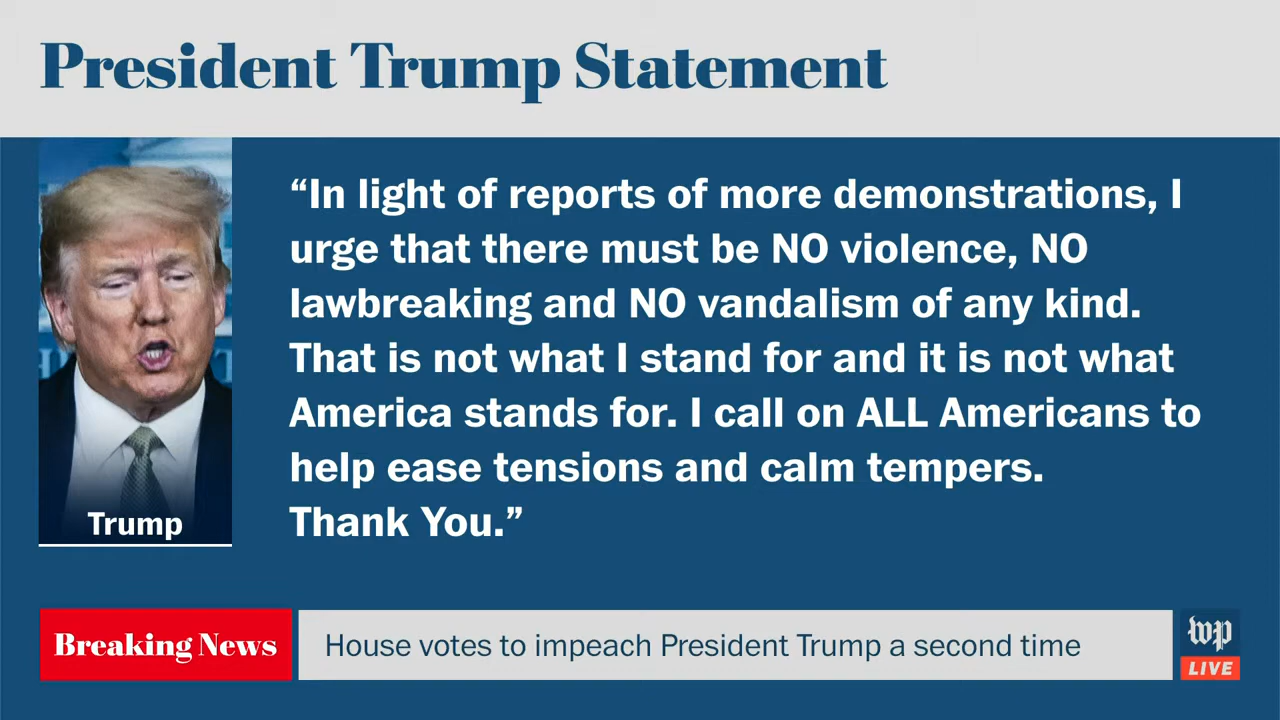 President Trump Statement
“In light of reports of more demonstrations, I
urge that there must be NO violence, NO
lawbreaking and NO vandalism of any kind.
That is not what I stand for and it is not what
America stands for. I call on ALL Americans to
help ease tensions and calm tempers.
Thank You.”
Trump
Breaking News
House votes to impeach President Trump a second time
wp
LIVE